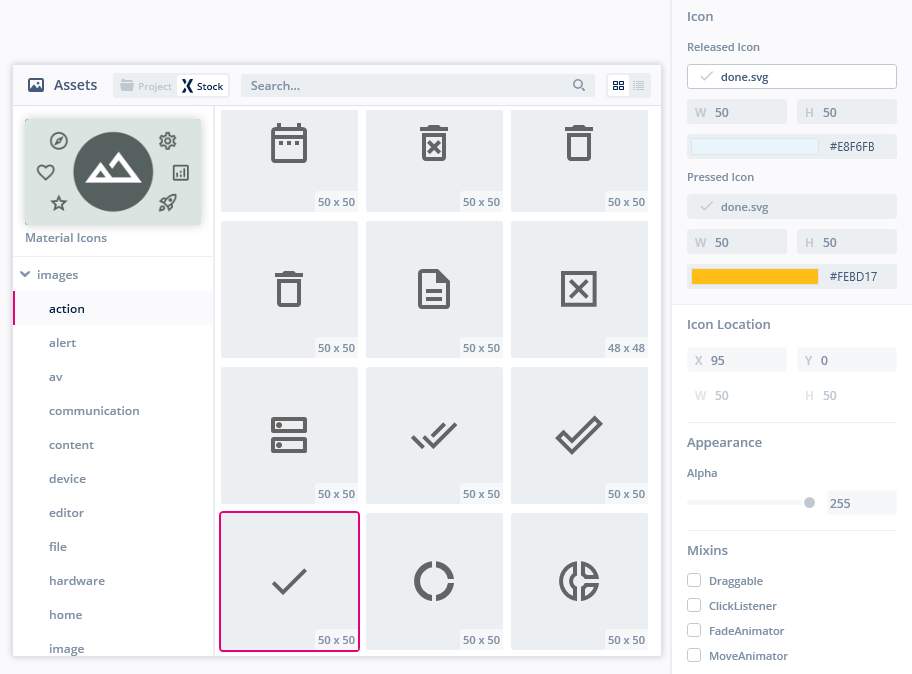 Assets
Project
Stock
Search...
Material Icons
images
action
alert
av
communication
content
device
editor
file
hardware
home
image
50 x 50
50 x 50
50 x 50
50 x 50
50 x 50
48 x 48
50 x 50
50 x 50
50 x 50
50 x 50
50 x 50
50 x 50
Icon
Released Icon
done.svg
W 50 H 50
#E8F6FB
Pressed Icon
done.svg
W 50 H 50
#FEBD17
Icon Location
X 95 Y 0
W 50 H 50
Appearance
Alpha
255
Mixins
Draggable
ClickListener
FadeAnimator
MoveAnimator